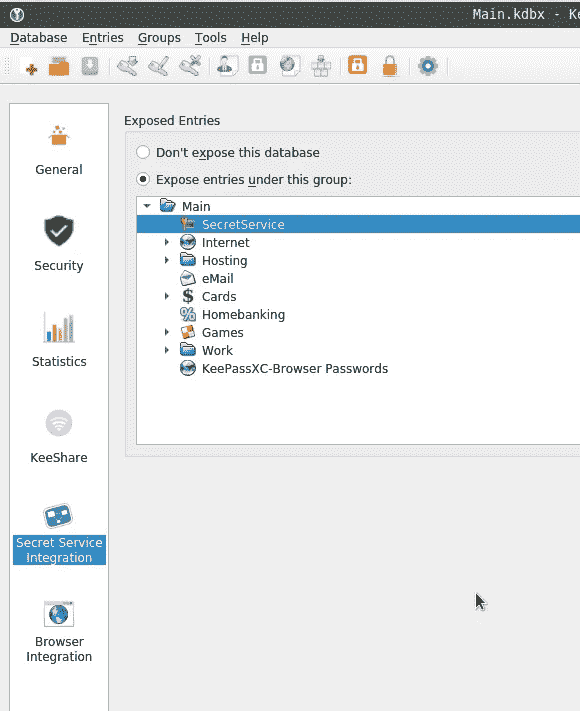 Main.kdbx - Ke
Database Entries Groups Tools Help
Exposed Entries
Don't expose this database
Expose entries under this group:
Main
SecretService
Internet
Hosting
eMail
Cards
Homebanking
Games
Work
KeePassXC-Browser Passwords
General
Security
Statistics
KeeShare
Secret Service
Integration
Browser
Integration